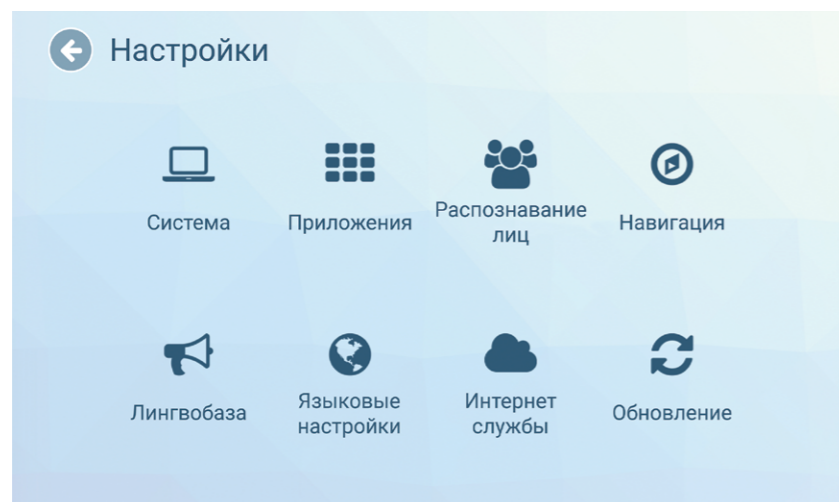 Настройки
Система
Приложения
Распознавание
лиц
Навигация
Лингвобаза
Языковые
настройки
Интернет
службы
Обновление